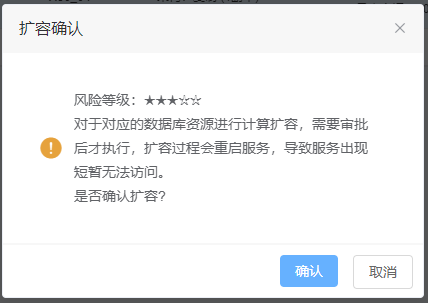 扩容确认
风险等级：★★★☆☆
对于对应的数据库资源进行计算扩容，需要审批
后才执行，扩容过程会重启服务，导致服务出现
短暂无法访问。
是否确认扩容?
确认
取消